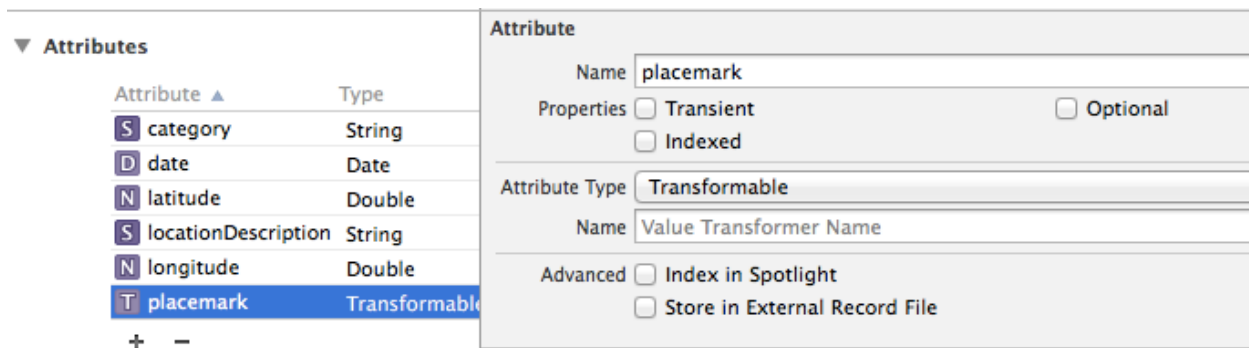 Attributes
Attribute Type
S category String
D date Date
N latitude Double
S locationDescription String
N longitude Double
T placemark Transformable
+ −
Attribute
Name placemark
Properties Transient Optional
Indexed
Attribute Type Transformable
Name Value Transformer Name
Advanced Index in Spotlight
Store in External Record File